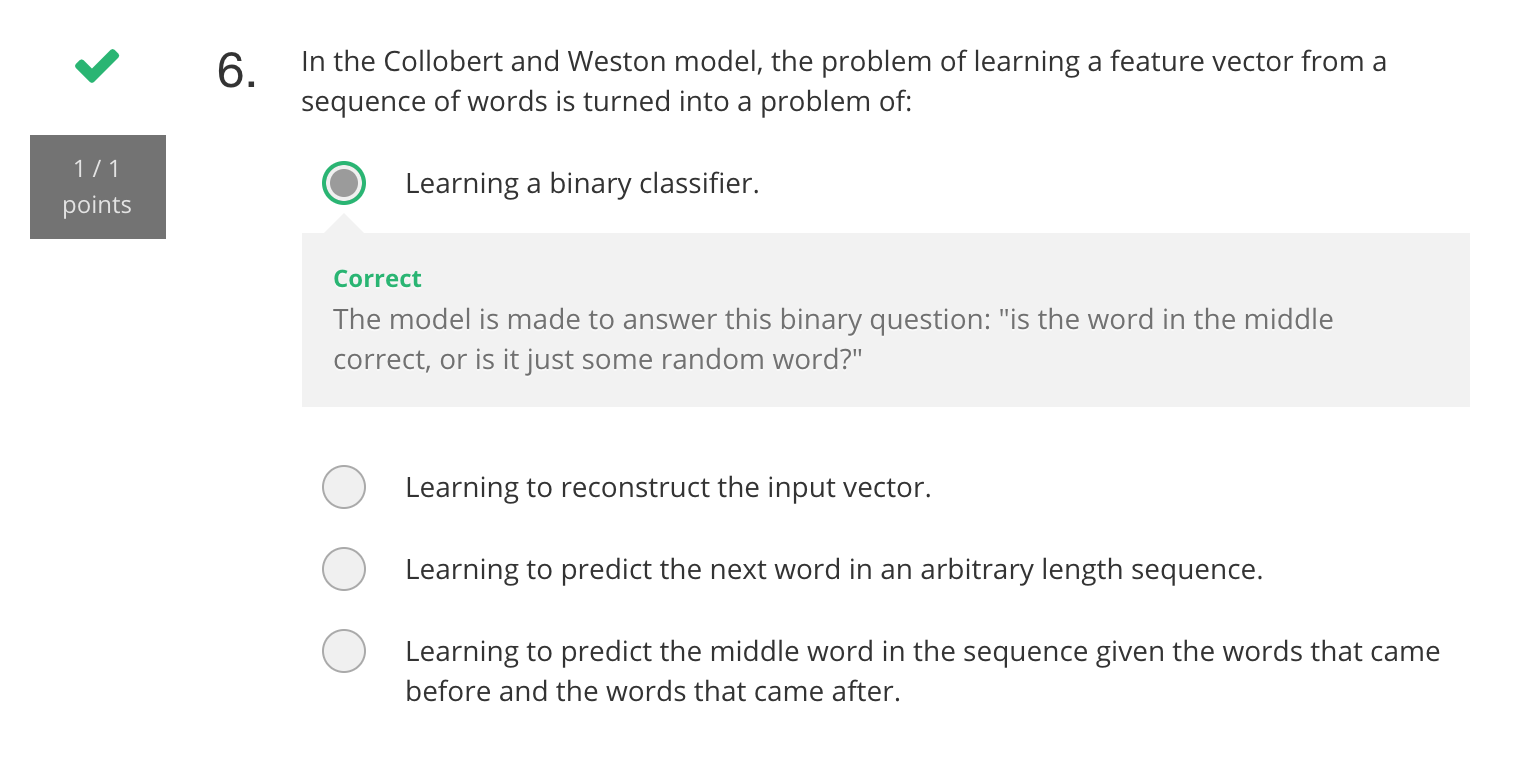 6.
In the Collobert and Weston model, the problem of learning a feature vector from a
sequence of words is turned into a problem of:
1 / 1
points
Learning a binary classifier.
Correct
The model is made to answer this binary question: "is the word in the middle
correct, or is it just some random word?"
Learning to reconstruct the input vector.
Learning to predict the next word in an arbitrary length sequence.
Learning to predict the middle word in the sequence given the words that came
before and the words that came after.